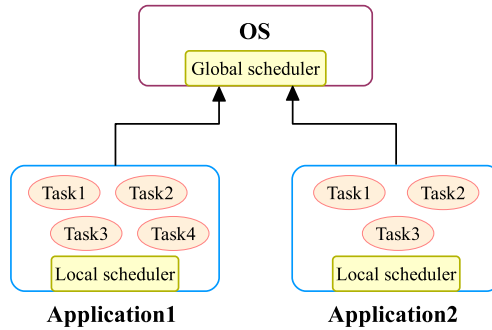 OS
Global scheduler
Task1
Task2
Task3
Task4
Local scheduler
Application1
Task1
Task2
Task3
Local scheduler
Application2